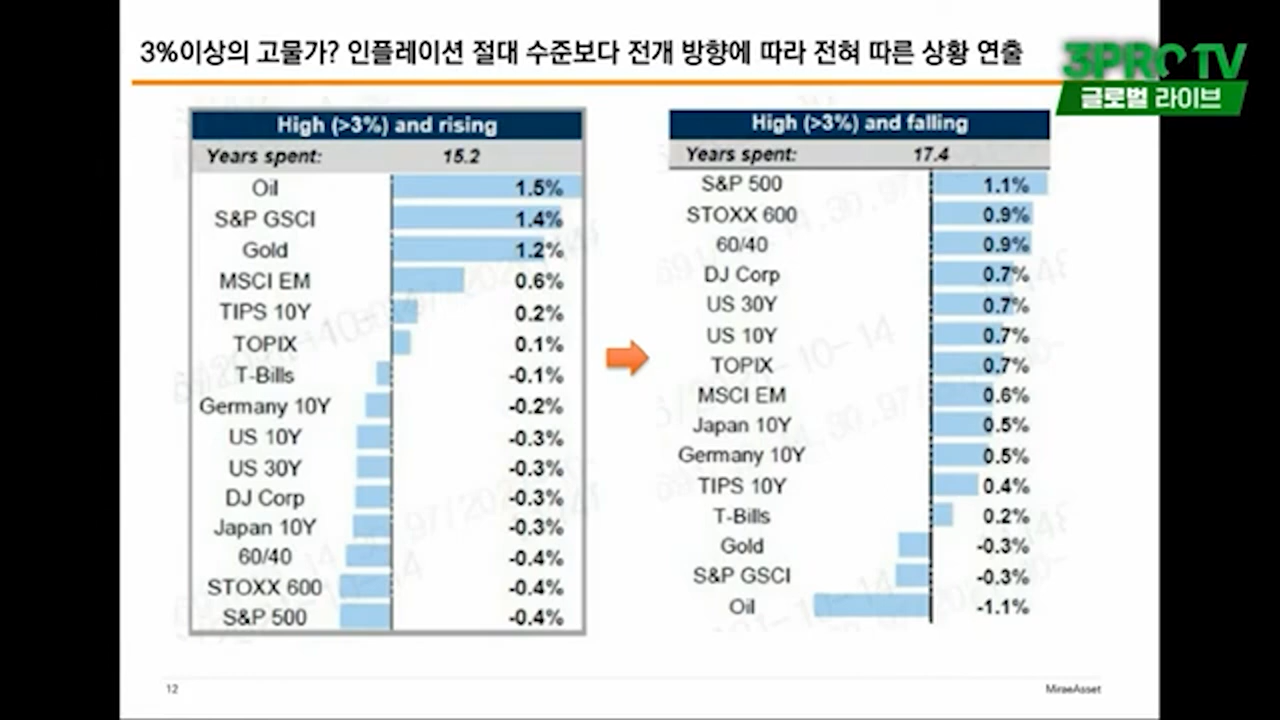 3%이상의 고물가? 인플레이션 절대 수준보다 전개 방향에 따라 전혀 따른 상황 연출
3PRO TV
글로벌 라이브
High (>3%) and rising
Years spent: 15.2
Oil 1.5%
S&P GSCI 1.4%
Gold 1.2%
MSCI EM 0.6%
TIPS 10Y 0.2%
TOPIX 0.1%
T-Bills -0.1%
Germany 10Y -0.2%
US 10Y -0.3%
US 30Y -0.3%
DJ Corp -0.3%
Japan 10Y -0.3%
60/40 -0.4%
STOXX 600 -0.4%
S&P 500 -0.4%
High (>3%) and falling
Years spent: 17.4
S&P 500 1.1%
STOXX 600 0.9%
60/40 0.9%
DJ Corp 0.7%
US 30Y 0.7%
US 10Y 0.7%
TOPIX 0.7%
MSCI EM 0.6%
Japan 10Y 0.5%
Germany 10Y 0.5%
TIPS 10Y 0.4%
T-Bills 0.2%
Gold -0.3%
S&P GSCI -0.3%
Oil -1.1%
12
MiraeAsset